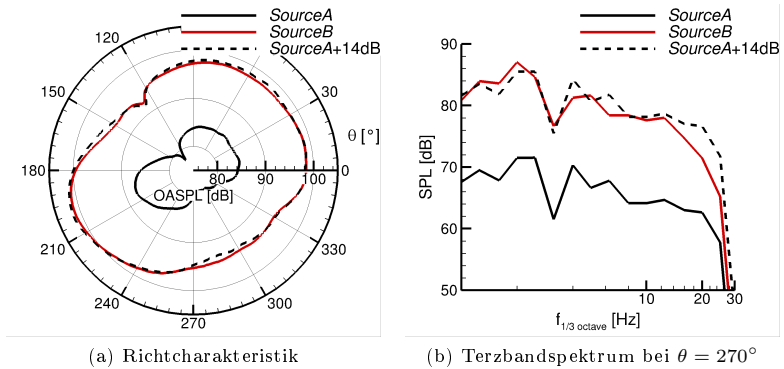 SourceA
SourceB
SourceA+14dB
120
150
30
θ [°]
180
80
90
100
0
OASPL [dB]
210
330
240
300
270
(a) Richtcharakteristik
SourceA
SourceB
SourceA+14dB
90
80
70
60
50
SPL [dB]
10
20
30
f1/3 octave [Hz]
(b) Terzbandspektrum bei θ = 270°